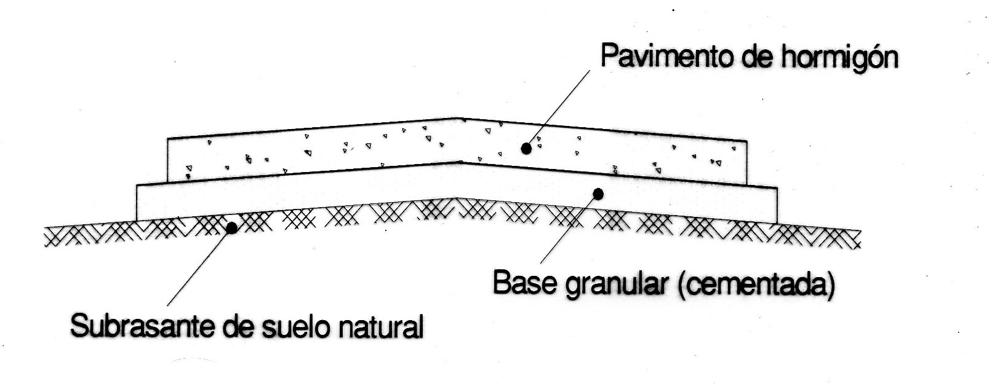 Pavimento de hormigón
Base granular (cementada)
Subrasante de suelo natural